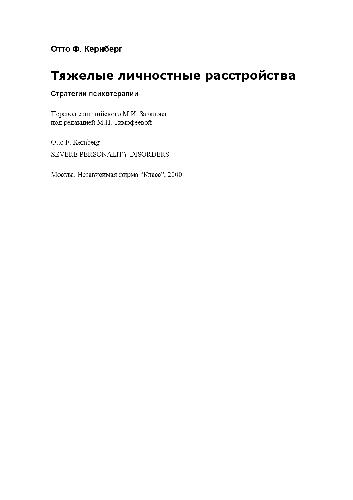 Отто Ф. Кернберг
Тяжелые личностные расстройства
Стратегии психотерапии
Перевод с английского М.И. Завалова
под редакцией М.Н. Тимофеевой
Otto F. Kernberg
SEVERE PERSONALITY DISORDERS
Москва, Независимая фирма "Класс", 2000